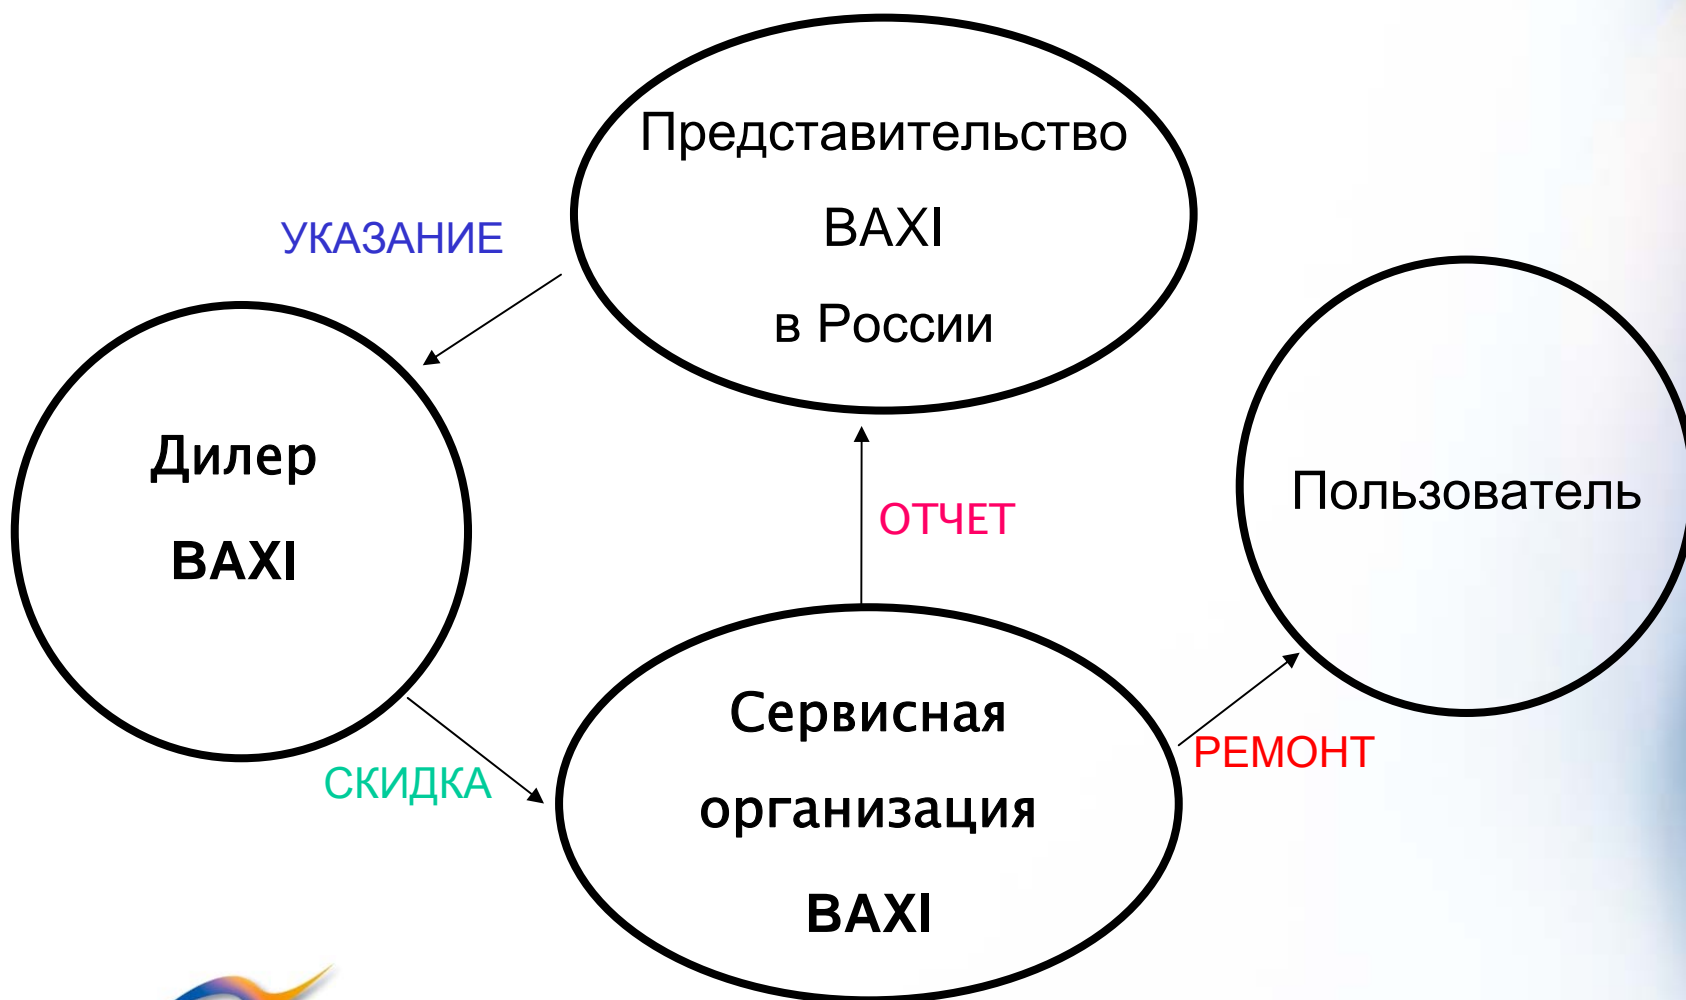 Представительство
BAXI
в России
УКАЗАНИЕ
Дилер
BAXI
ОТЧЕТ
Пользователь
СКИДКА
Сервисная
организация
BAXI
РЕМОНТ